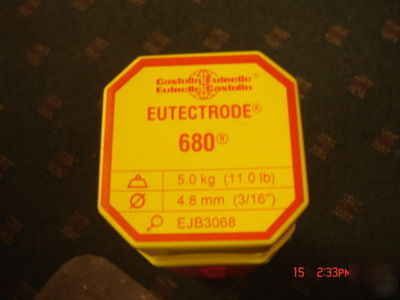 Castolin Eutectic®
Eutectic Castolin
EUTECTRODE®
680®
5.0 kg (11.0 lb)
4.8 mm (3/16")
EJB3068
15 2:33PM